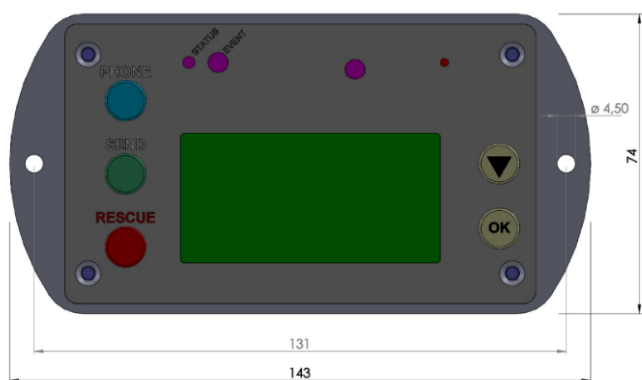 STATUS
EVENT
PHONE
SEND
RESCUE
OK
ø 4,50
74
131
143